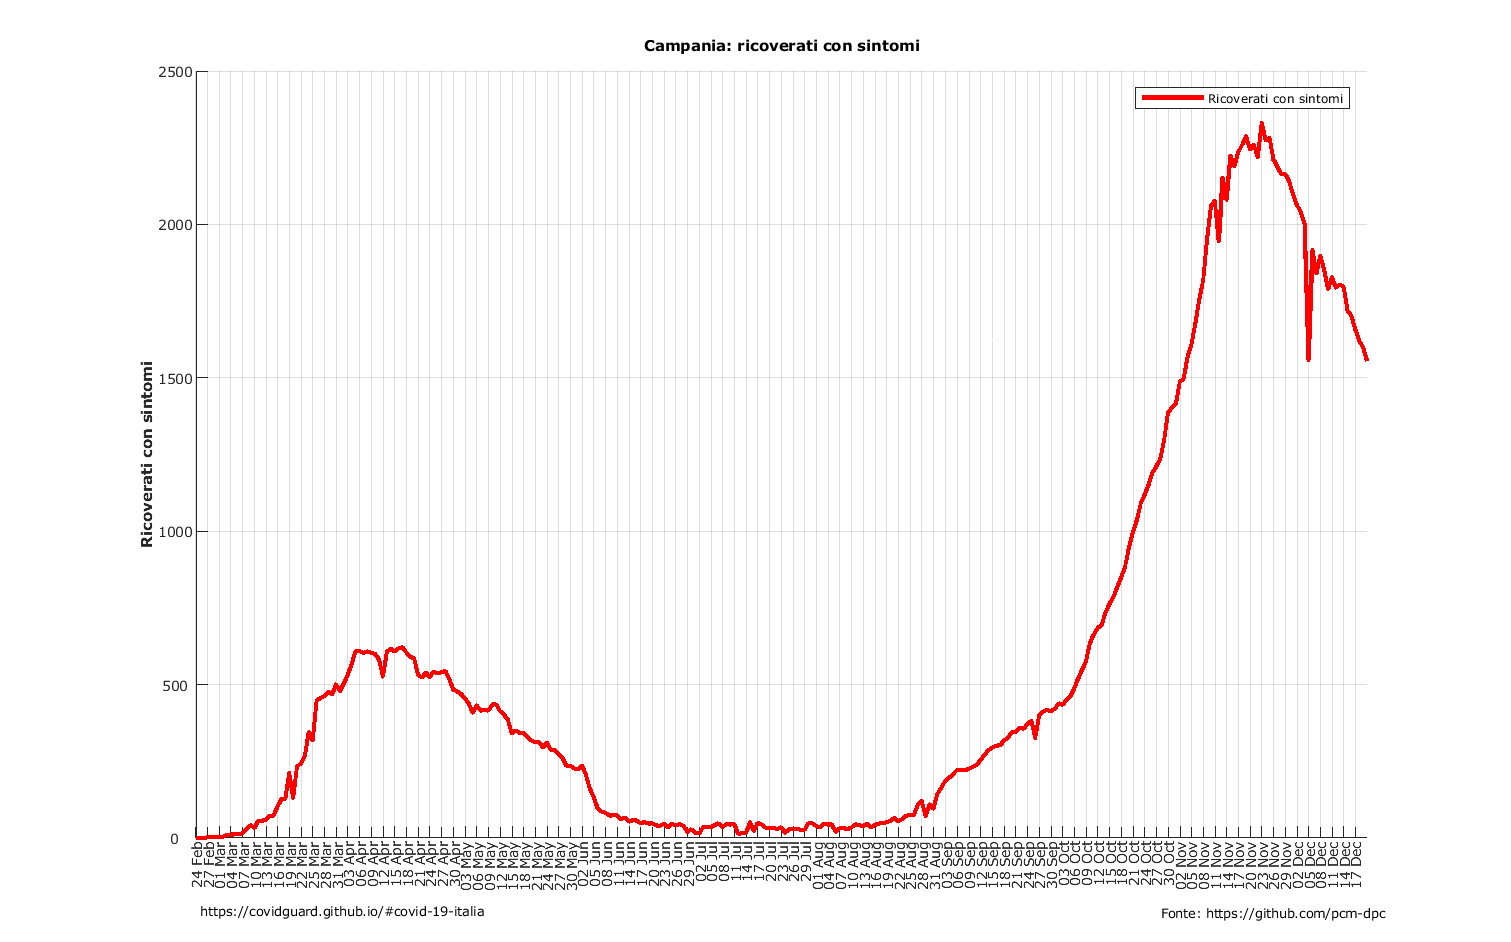 Campania: ricoverati con sintomi
Ricoverati con sintomi
Ricoverati con sintomi
2500
2000
1500
1000
500
0
24 Feb
27 Feb
01 Mar
04 Mar
07 Mar
10 Mar
13 Mar
16 Mar
19 Mar
22 Mar
25 Mar
28 Mar
31 Mar
03 Apr
06 Apr
09 Apr
12 Apr
15 Apr
18 Apr
21 Apr
24 Apr
27 Apr
30 Apr
03 May
06 May
09 May
12 May
15 May
18 May
21 May
24 May
27 May
30 May
02 Jun
05 Jun
08 Jun
11 Jun
14 Jun
17 Jun
20 Jun
23 Jun
26 Jun
29 Jun
02 Jul
05 Jul
08 Jul
11 Jul
14 Jul
17 Jul
20 Jul
23 Jul
26 Jul
29 Jul
01 Aug
04 Aug
07 Aug
10 Aug
13 Aug
16 Aug
19 Aug
22 Aug
25 Aug
28 Aug
31 Aug
03 Sep
06 Sep
09 Sep
12 Sep
15 Sep
18 Sep
21 Sep
24 Sep
27 Sep
30 Sep
03 Oct
06 Oct
09 Oct
12 Oct
15 Oct
18 Oct
21 Oct
24 Oct
27 Oct
30 Oct
02 Nov
05 Nov
08 Nov
11 Nov
14 Nov
17 Nov
20 Nov
23 Nov
26 Nov
29 Nov
02 Dec
05 Dec
08 Dec
11 Dec
14 Dec
17 Dec
https://covidguard.github.io/#covid-19-italia
Fonte: https://github.com/pcm-dpc